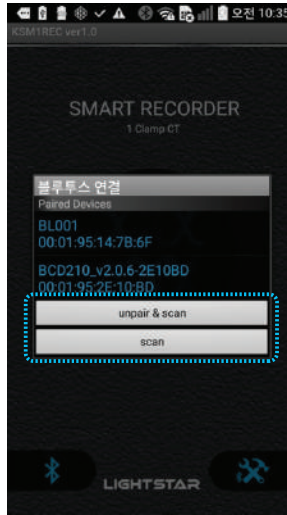 오전 10:35
KSM1REC ver1.0
SMART RECORDER
1 Clamp CT
블루투스 연결
Paired Devices
BL001
00:01:95:14:7B:6F
BCD210_v2.0.6-2E10BD
00:01:95:2E:10:BD
unpair & scan
scan
LIGHTSTAR